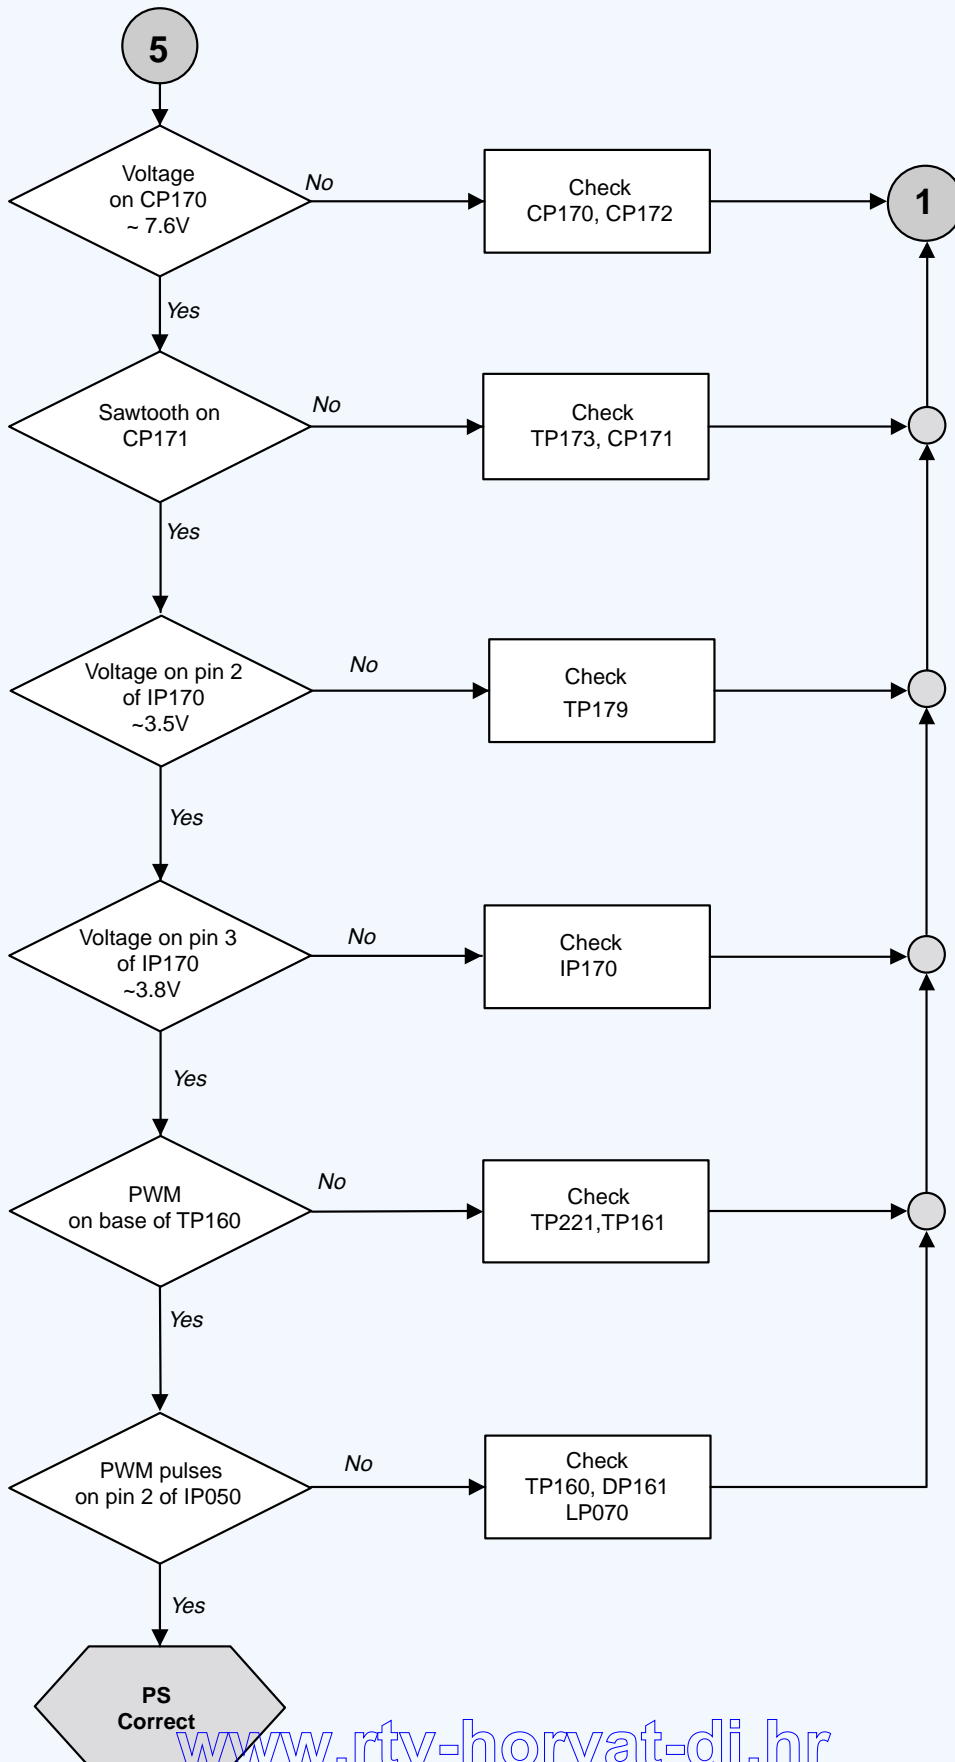 5
Voltage
on CP170
~ 7.6V
No
Check
CP170, CP172
1
Yes
Sawtooth on
CP171
No
Check
TP173, CP171
Yes
Voltage on pin 2
of IP170
~3.5V
No
Check
TP179
Yes
Voltage on pin 3
of IP170
~3.8V
No
Check
IP170
Yes
PWM
on base of TP160
No
Check
TP221,TP161
Yes
PWM pulses
on pin 2 of IP050
No
Check
TP160, DP161
LP070
Yes
PS
Correct
www.rtv-horvat-dj.hr